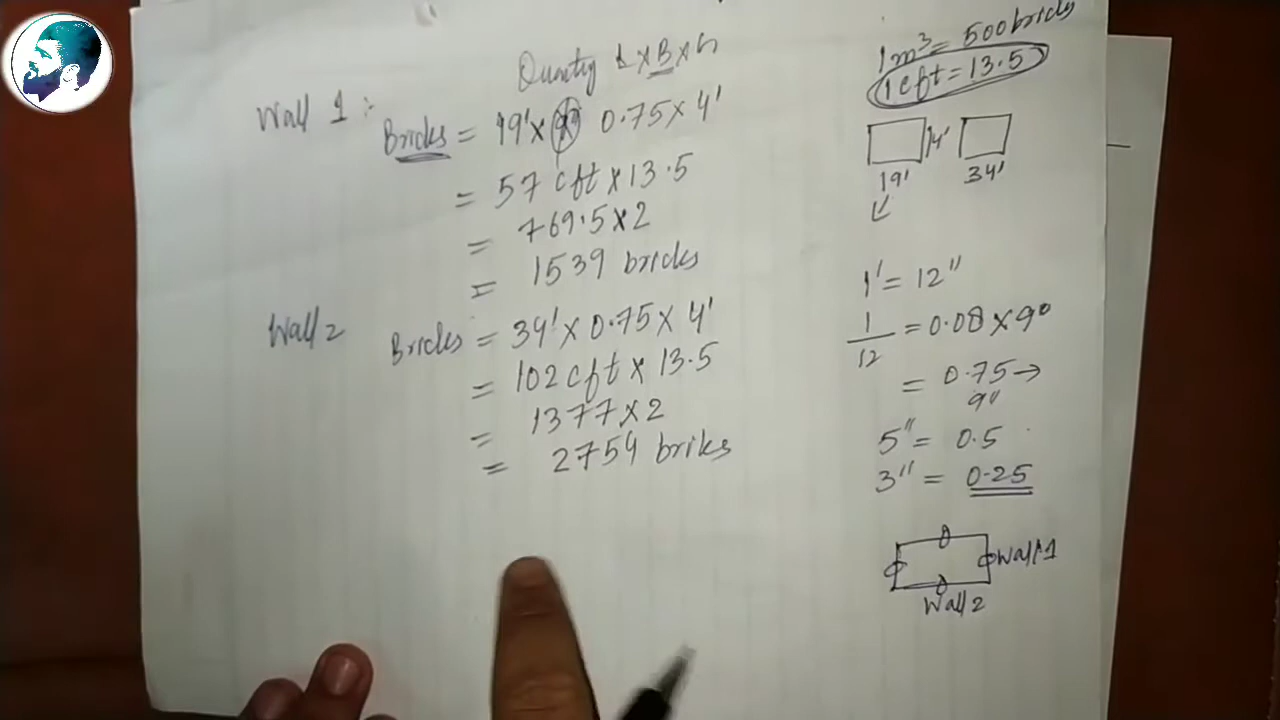 Quantity L x B x h
Wall 1 :-
Bricks = 19' x 0.75 x 4'
= 57 cft x 13.5
= 769.5 x 2
= 1539 bricks
Wall 2
Bricks = 34' x 0.75 x 4'
= 102 cft x 13.5
= 1377 x 2
= 2754 briks
1 m³ = 500 bricks
1 cft = 13.5
4'
19'
34'
1' = 12"
1/12 = 0.08 x 9"
= 0.75 →
9"
5" = 0.5
3" = 0.25
Wall 1
Wall 2